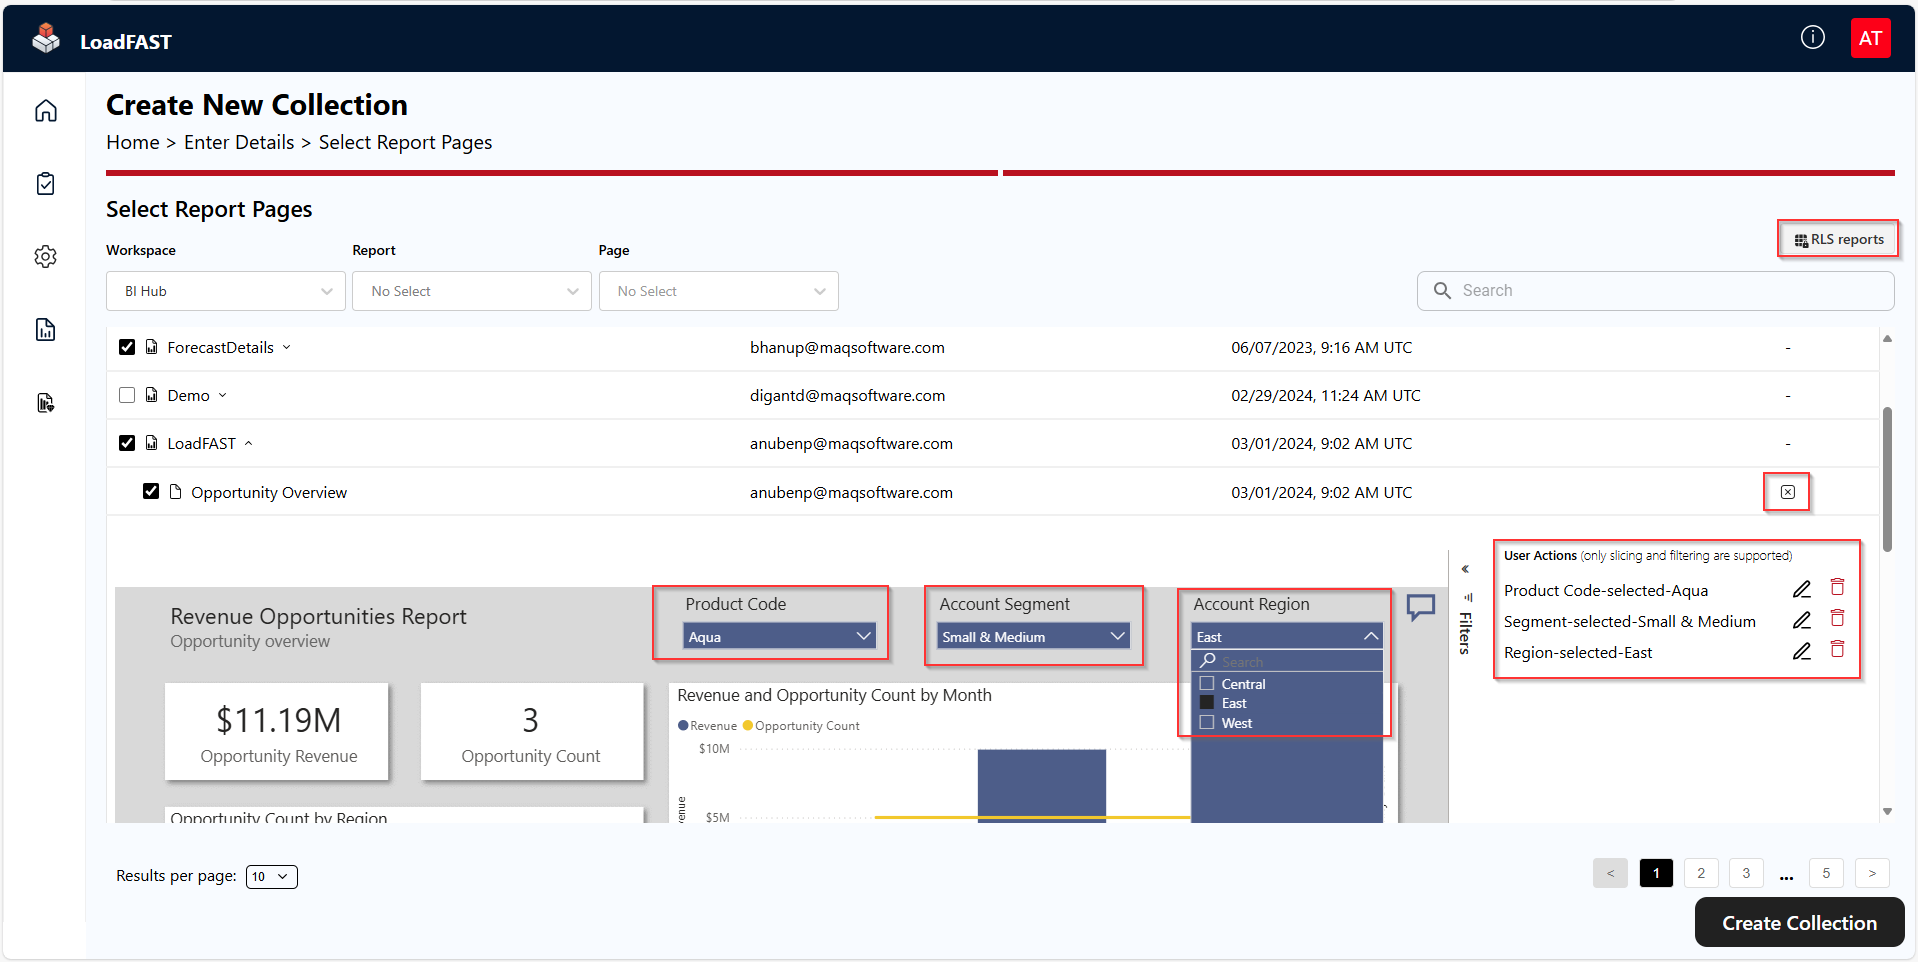 LoadFAST
AT
Create New Collection
Home > Enter Details > Select Report Pages
Select Report Pages
Workspace
Report
Page
RLS reports
BI Hub
No Select
No Select
Search
ForecastDetails
bhanup@maqsoftware.com
06/07/2023, 9:16 AM UTC
-
Demo
digantd@maqsoftware.com
02/29/2024, 11:24 AM UTC
-
LoadFAST
anubenp@maqsoftware.com
03/01/2024, 9:02 AM UTC
-
Opportunity Overview
anubenp@maqsoftware.com
03/01/2024, 9:02 AM UTC
Revenue Opportunities Report
Opportunity overview
Product Code
Aqua
Account Segment
Small & Medium
Account Region
East
Search
Central
East
West
Filters
User Actions (only slicing and filtering are supported)
Product Code-selected-Aqua
Segment-selected-Small & Medium
Region-selected-East
$11.19M
Opportunity Revenue
3
Opportunity Count
Revenue and Opportunity Count by Month
Revenue
Opportunity Count
$10M
$5M
Opportunity Count by Region
Results per page:
10
<
1
2
3
...
5
>
Create Collection